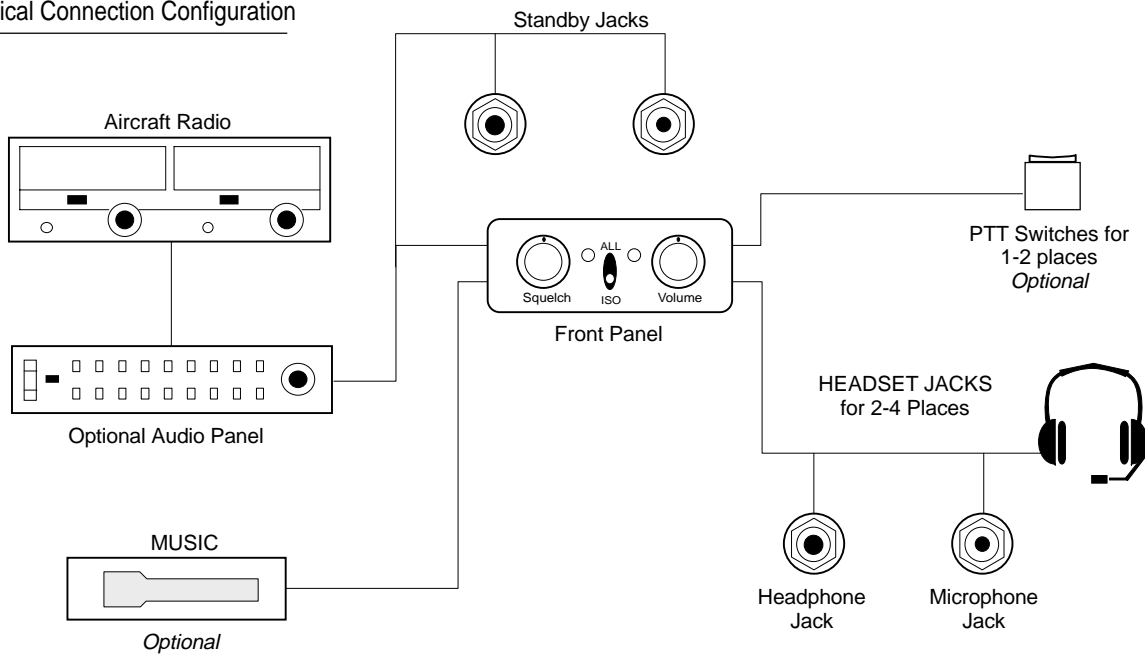 ical Connection Configuration
Standby Jacks
Aircraft Radio
PTT Switches for
1-2 places
Optional
ALL
Squelch
ISO
Volume
Front Panel
HEADSET JACKS
for 2-4 Places
Optional Audio Panel
MUSIC
Optional
Headphone
Jack
Microphone
Jack